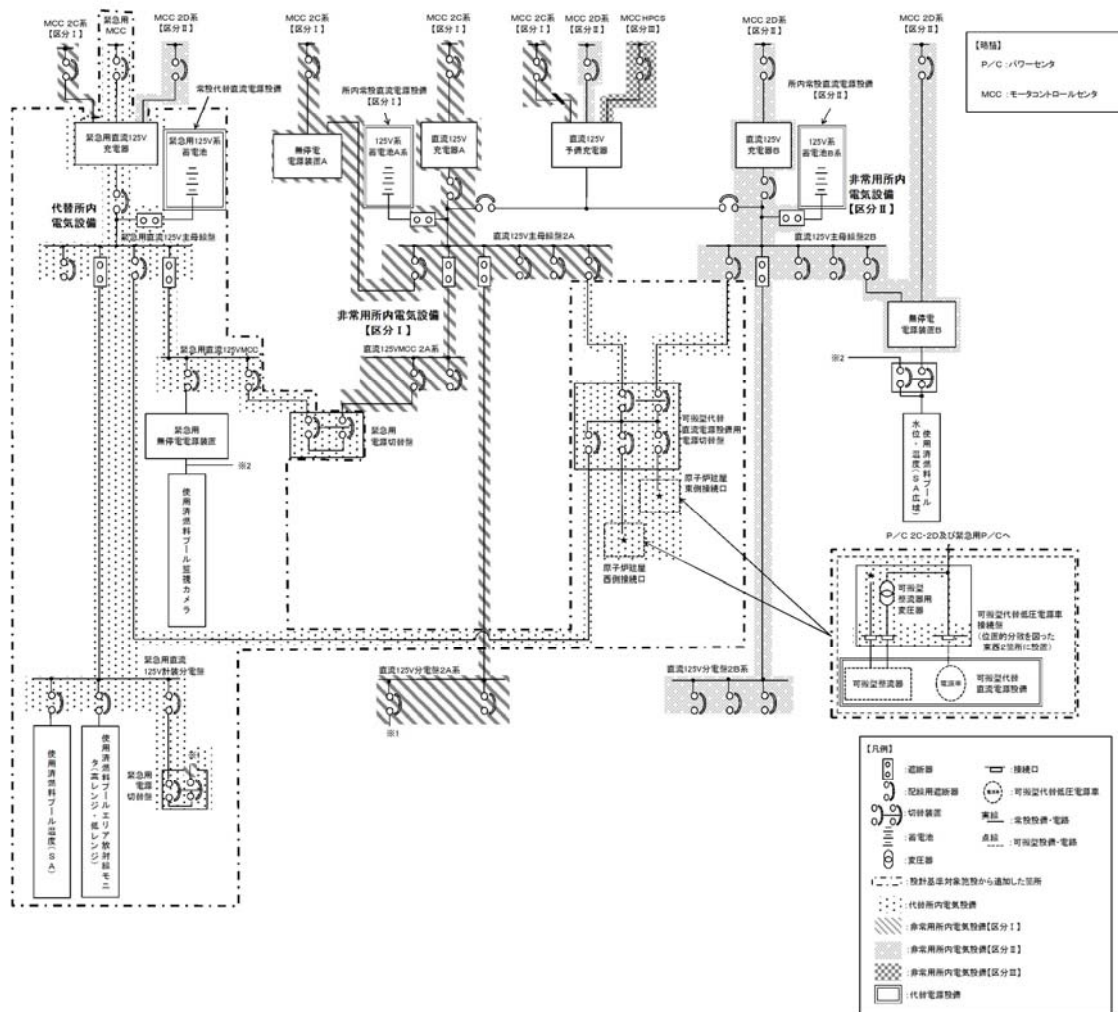 MCC 2C系
【区分Ⅰ】
緊急用
MCC
MCC 2D系
【区分Ⅱ】
MCC 2C系
【区分Ⅰ】
MCC 2C系
【区分Ⅰ】
MCC 2C系
【区分Ⅰ】
MCC 2D系
【区分Ⅱ】
MCC HPCS
【区分Ⅲ】
MCC 2D系
【区分Ⅱ】
MCC 2D系
【区分Ⅱ】
【略語】
P/C:パワーセンタ
MCC:モータコントロールセンタ
常設代替直流電源設備
所内常設直流電源設備
【区分Ⅰ】
所内常設直流電源設備
【区分Ⅱ】
緊急用直流125V
充電器
緊急用125V系
蓄電池
無停電
電源装置A
125V系
蓄電池A系
直流125V
充電器A
直流125V
予備充電器
直流125V
充電器B
125V系
蓄電池B系
代替所内
電気設備
非常用所内
電気設備
【区分Ⅱ】
緊急用直流125V主母線盤
直流125V主母線盤2A
直流125V主母線盤2B
非常用所内電気設備
【区分Ⅰ】
無停電
電源装置B
緊急用直流125VMCC
直流125VMCC 2A系
※2
緊急用
無停電電源装置
緊急用
電源切替盤
可搬型代替
直流電源設備用
電源切替盤
※2
使用済燃料プール監視カメラ
使用済燃料プール
水位・温度(SA広域)
原子炉建屋
東側接続口
原子炉建屋
西側接続口
P/C 2C・2D及び緊急用P/Cへ
可搬型
整流器用
変圧器
可搬型代替低圧電源車
接続盤
(位置的分散を図った
東西2箇所に設置)
可搬型整流器
電源車
可搬型代替
直流電源設備
緊急用直流
125V計装分電盤
直流125V分電盤2A系
直流125V分電盤2B系
※1
※1
緊急用
電源
切替盤
使用済燃料プール温度(SA)
使用済燃料プールエリア放射線モニ
タ(高レンジ・低レンジ)
【凡例】
:遮断器
:接続口
:配線用遮断器
電源車
:可搬型代替低圧電源車
:切替装置
実線
:常設設備・電路
:蓄電池
点線
:可搬型設備・電路
:変圧器
:設計基準対象施設から追加した箇所
:代替所内電気設備
:非常用所内電気設備【区分Ⅰ】
:非常用所内電気設備【区分Ⅱ】
:非常用所内電気設備【区分Ⅲ】
:代替電源設備